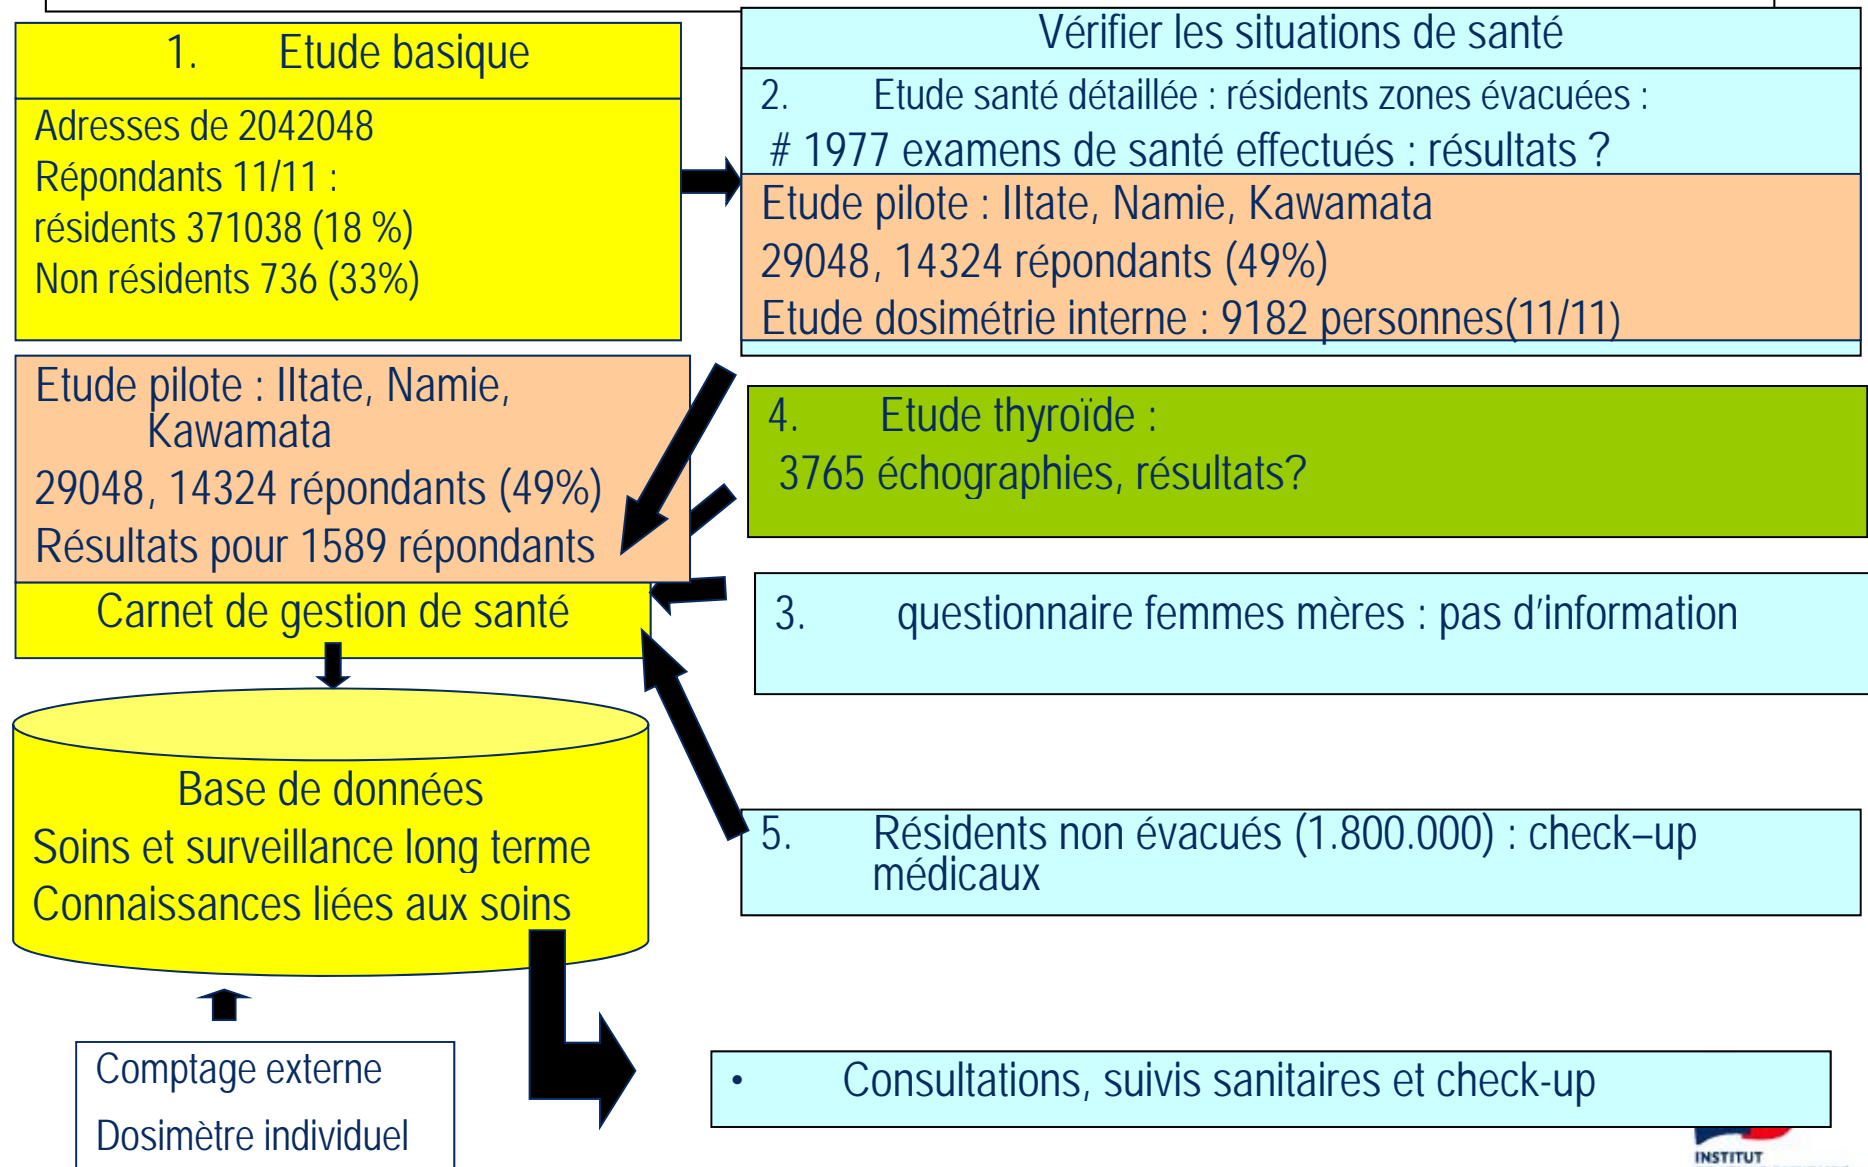 1. Etude basique
Adresses de 2042048
Répondants 11/11 :
résidents 371038 (18 %)
Non résidents 736 (33%)
Vérifier les situations de santé
2. Etude santé détaillée : résidents zones évacuées :
# 1977 examens de santé effectués : résultats ?
Etude pilote : IItate, Namie, Kawamata
29048, 14324 répondants (49%)
Etude dosimétrie interne : 9182 personnes(11/11)
Etude pilote : IItate, Namie,
Kawamata
29048, 14324 répondants (49%)
Résultats pour 1589 répondants
Carnet de gestion de santé
4. Etude thyroïde :
3765 échographies, résultats?
3. questionnaire femmes mères : pas d'information
Base de données
Soins et surveillance long terme
Connaissances liées aux soins
5. Résidents non évacués (1.800.000) : check–up
médicaux
Comptage externe
Dosimètre individuel
• Consultations, suivis sanitaires et check-up
INSTITUT